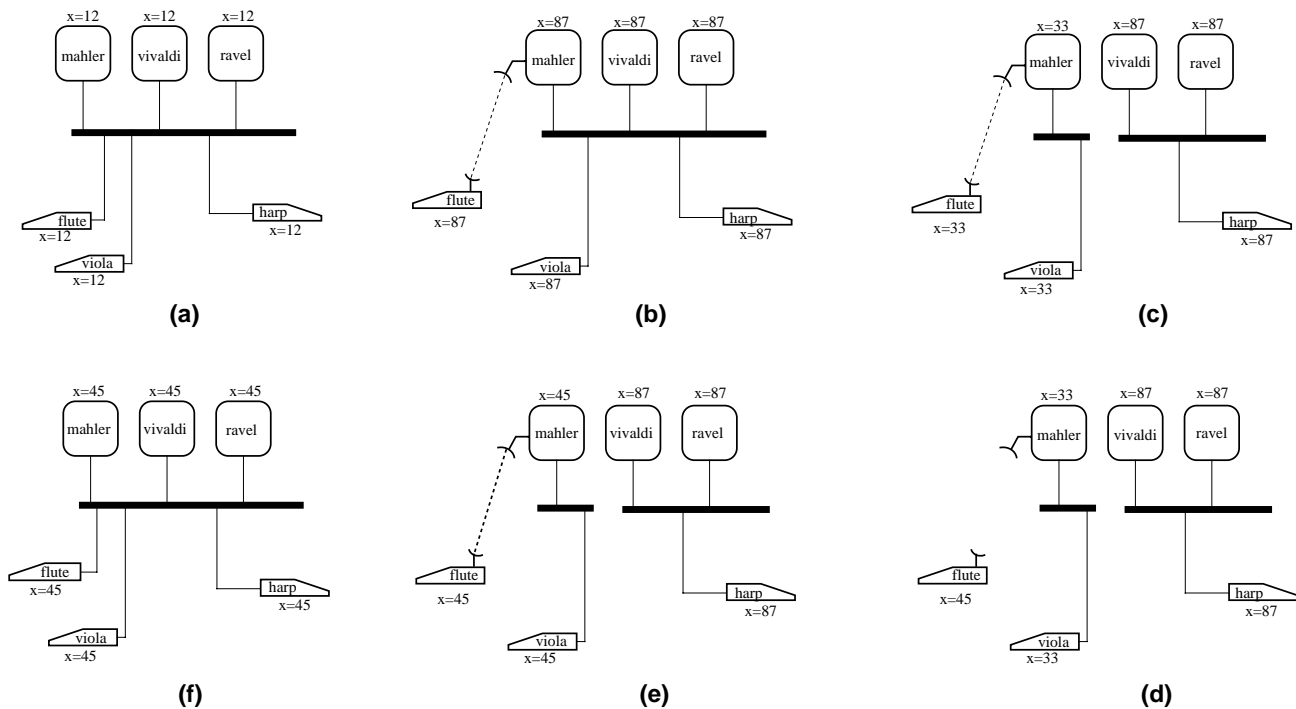 x=12 x=12 x=12
mahler vivaldi ravel
flute
x=12
harp
x=12
viola
x=12
(a)
x=87 x=87 x=87
mahler vivaldi ravel
flute
x=87
harp
x=87
viola
x=87
(b)
x=33 x=87 x=87
mahler vivaldi ravel
flute
x=33
harp
x=87
viola
x=33
(c)
x=45 x=45 x=45
mahler vivaldi ravel
flute
x=45
harp
x=45
viola
x=45
(f)
x=45 x=87 x=87
mahler vivaldi ravel
flute
x=45
harp
x=87
viola
x=45
(e)
x=33 x=87 x=87
mahler vivaldi ravel
flute
x=45
harp
x=87
viola
x=33
(d)